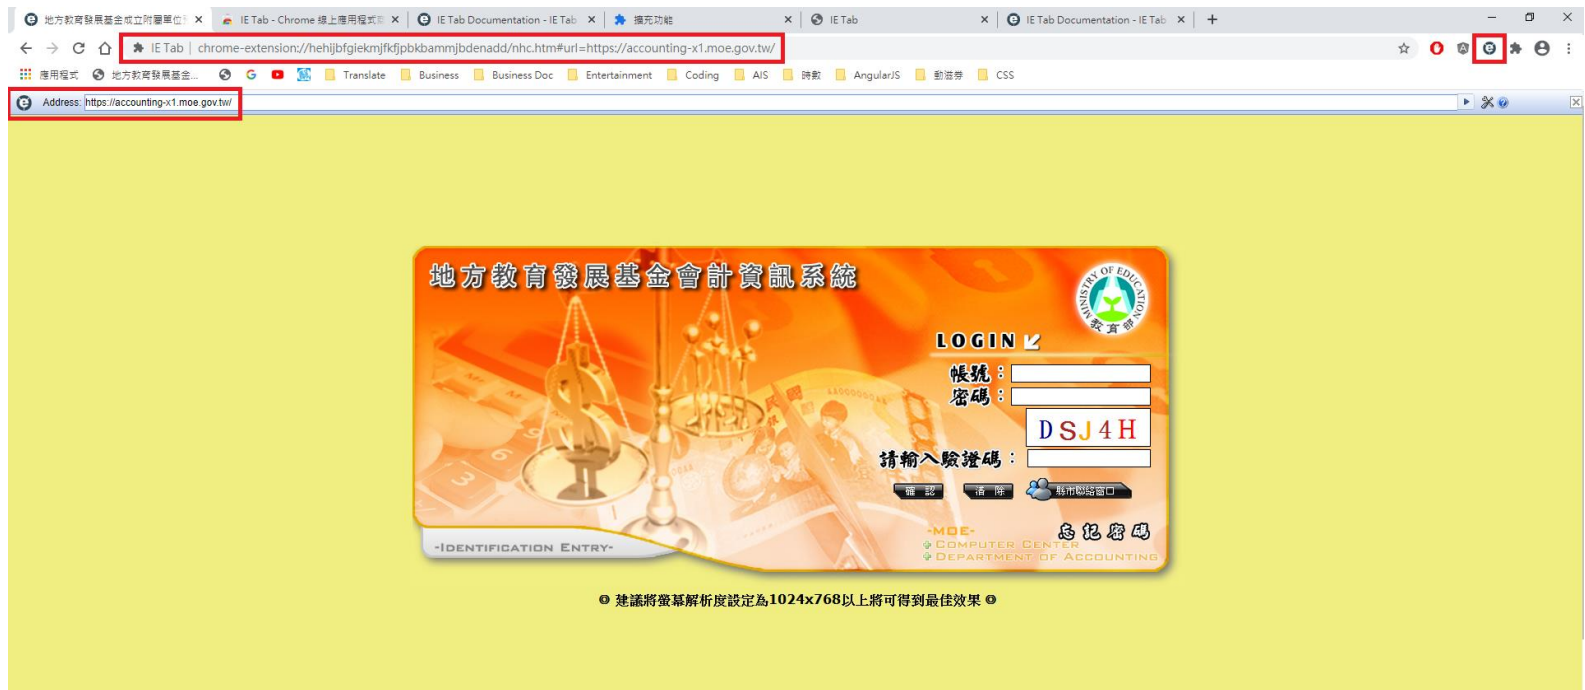 地方教育發展基金成立附屬單位
IE Tab - Chrome 線上應用程式
IE Tab Documentation - IE Tab
擴充功能
IE Tab
IE Tab Documentation - IE Tab
IE Tab | chrome-extension://hehijbfgiekmjfkfjpbkbammjbdenadd/nhc.htm#url=https://accounting-x1.moe.gov.tw/
應用程式 地方教育發展基金... Translate Business Business Doc Entertainment Coding AIS 時數 AngularJS 動滋券 CSS
Address: https://accounting-x1.moe.gov.tw/
地方教育發展基金會計資訊系統
MINISTRY OF EDUCATION
教育部
LOGIN
帳號：
密碼：
DSJ4H
請輸入驗證碼：
確認 清除 縣市聯絡窗口
忘記密碼
-MOE-
COMPUTER CENTER
DEPARTMENT OF ACCOUNTING
-IDENTIFICATION ENTRY-
◎ 建議將螢幕解析度設定為1024x768以上將可得到最佳效果 ◎